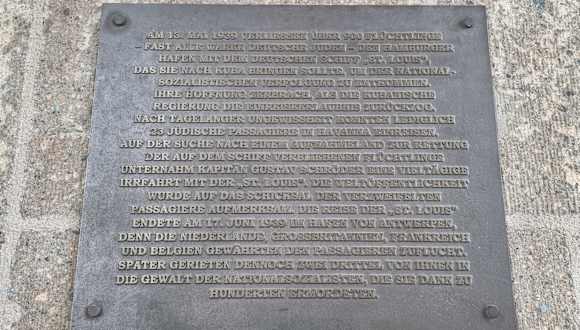 AM 13. MAI 1939 VERLIESSEN ÜBER 900 FLÜCHTLINGE
– FAST ALLE WAREN DEUTSCHE JUDEN – DEN HAMBURGER
HAFEN MIT DEM DEUTSCHEN SCHIFF „ST. LOUIS“,
DAS SIE NACH KUBA BRINGEN SOLLTE, UM DER NATIONAL-
SOZIALISTISCHEN VERFOLGUNG ZU ENTKOMMEN.
IHRE HOFFNUNG ZERBRACH, ALS DIE KUBANISCHE
REGIERUNG DIE EINREISEERLAUBNIS ZURÜCKZOG.
NACH TAGELANGER UNGEWISSHEIT KONNTEN LEDIGLICH
23 JÜDISCHE PASSAGIERE IN HAVANNA EINREISEN.
AUF DER SUCHE NACH EINEM AUFNAHMELAND ZUR RETTUNG
DER AUF DEM SCHIFF VERBLIEBENEN FLÜCHTLINGE
UNTERNAHM KAPITÄN GUSTAV SCHRÖDER EINE VIELTÄGIGE
IRRFAHRT MIT DER „ST. LOUIS“. DIE WELTÖFFENTLICHKEIT
WURDE AUF DAS SCHICKSAL DER VERZWEIFELTEN
PASSAGIERE AUFMERKSAM. DIE REISE DER „ST. LOUIS“
ENDETE AM 17. JUNI 1939 IM HAFEN VON ANTWERPEN,
DENN DIE NIEDERLANDE, GROSSBRITANNIEN, FRANKREICH
UND BELGIEN GEWÄHRTEN DEN PASSAGIEREN ZUFLUCHT.
SPÄTER GERIETEN DENNOCH ZWEI DRITTEL VON IHNEN IN
DIE GEWALT DER NATIONALSOZIALISTEN, DIE SIE DANN ZU
HUNDERTEN ERMORDETEN.